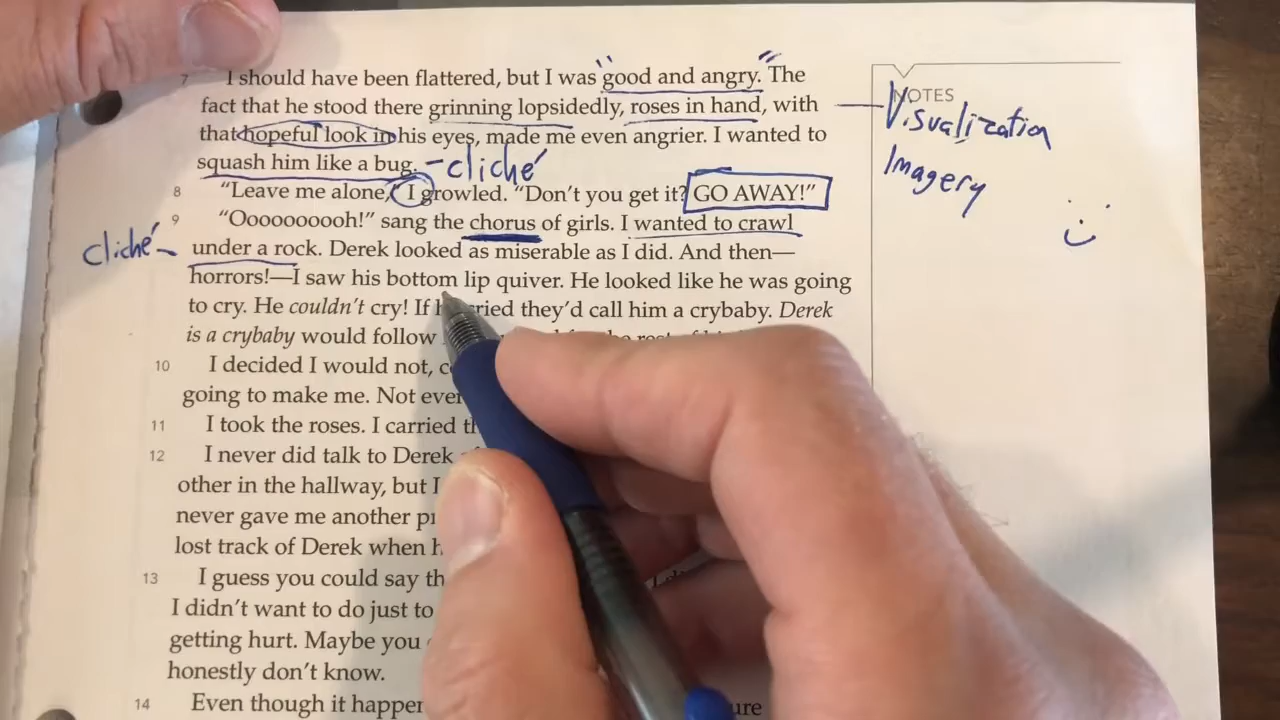 7 I should have been flattered, but I was "good and angry." The
fact that he stood there grinning lopsidedly, roses in hand, with
that hopeful look in his eyes, made me even angrier. I wanted to
squash him like a bug. - cliché
8 "Leave me alone," I growled. "Don't you get it? GO AWAY!"
9 "Oooooooooh!" sang the chorus of girls. I wanted to crawl
cliché - under a rock. Derek looked as miserable as I did. And then—
horrors!—I saw his bottom lip quiver. He looked like he was going
to cry. He couldn't cry! If cried they'd call him a crybaby. Derek
is a crybaby would follow
10 I decided I would not,
going to make me. Not
11 I took the roses. I carried
12 I never did talk to Derek
other in the hallway, but I
never gave me another
lost track of Derek when
13 I guess you could say
I didn't want to do just to
getting hurt. Maybe you
honestly don't know.
14 Even though it
NOTES
Visualization
Imagery